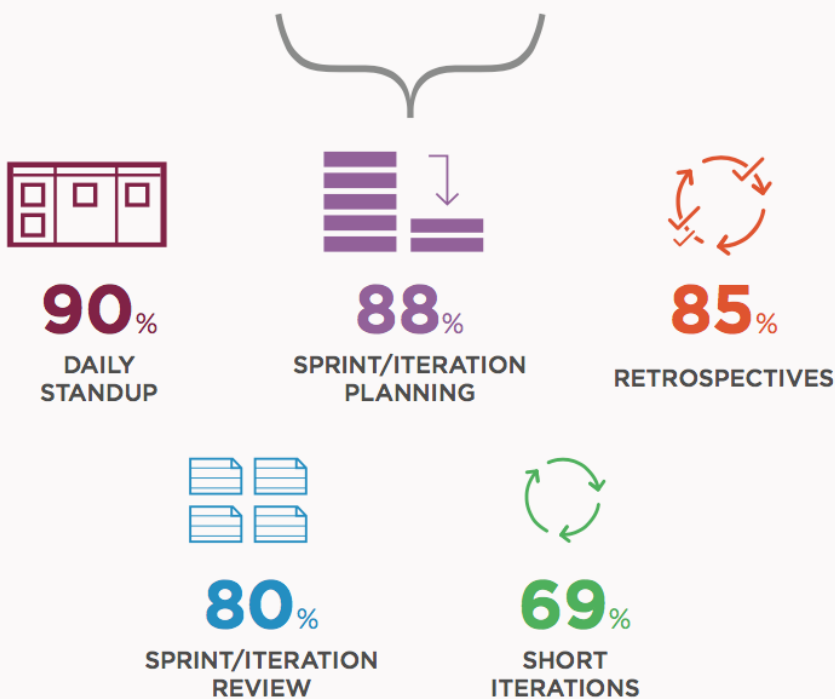 90%
DAILY
STANDUP
88%
SPRINT/ITERATION
PLANNING
85%
RETROSPECTIVES
80%
SPRINT/ITERATION
REVIEW
69%
SHORT
ITERATIONS